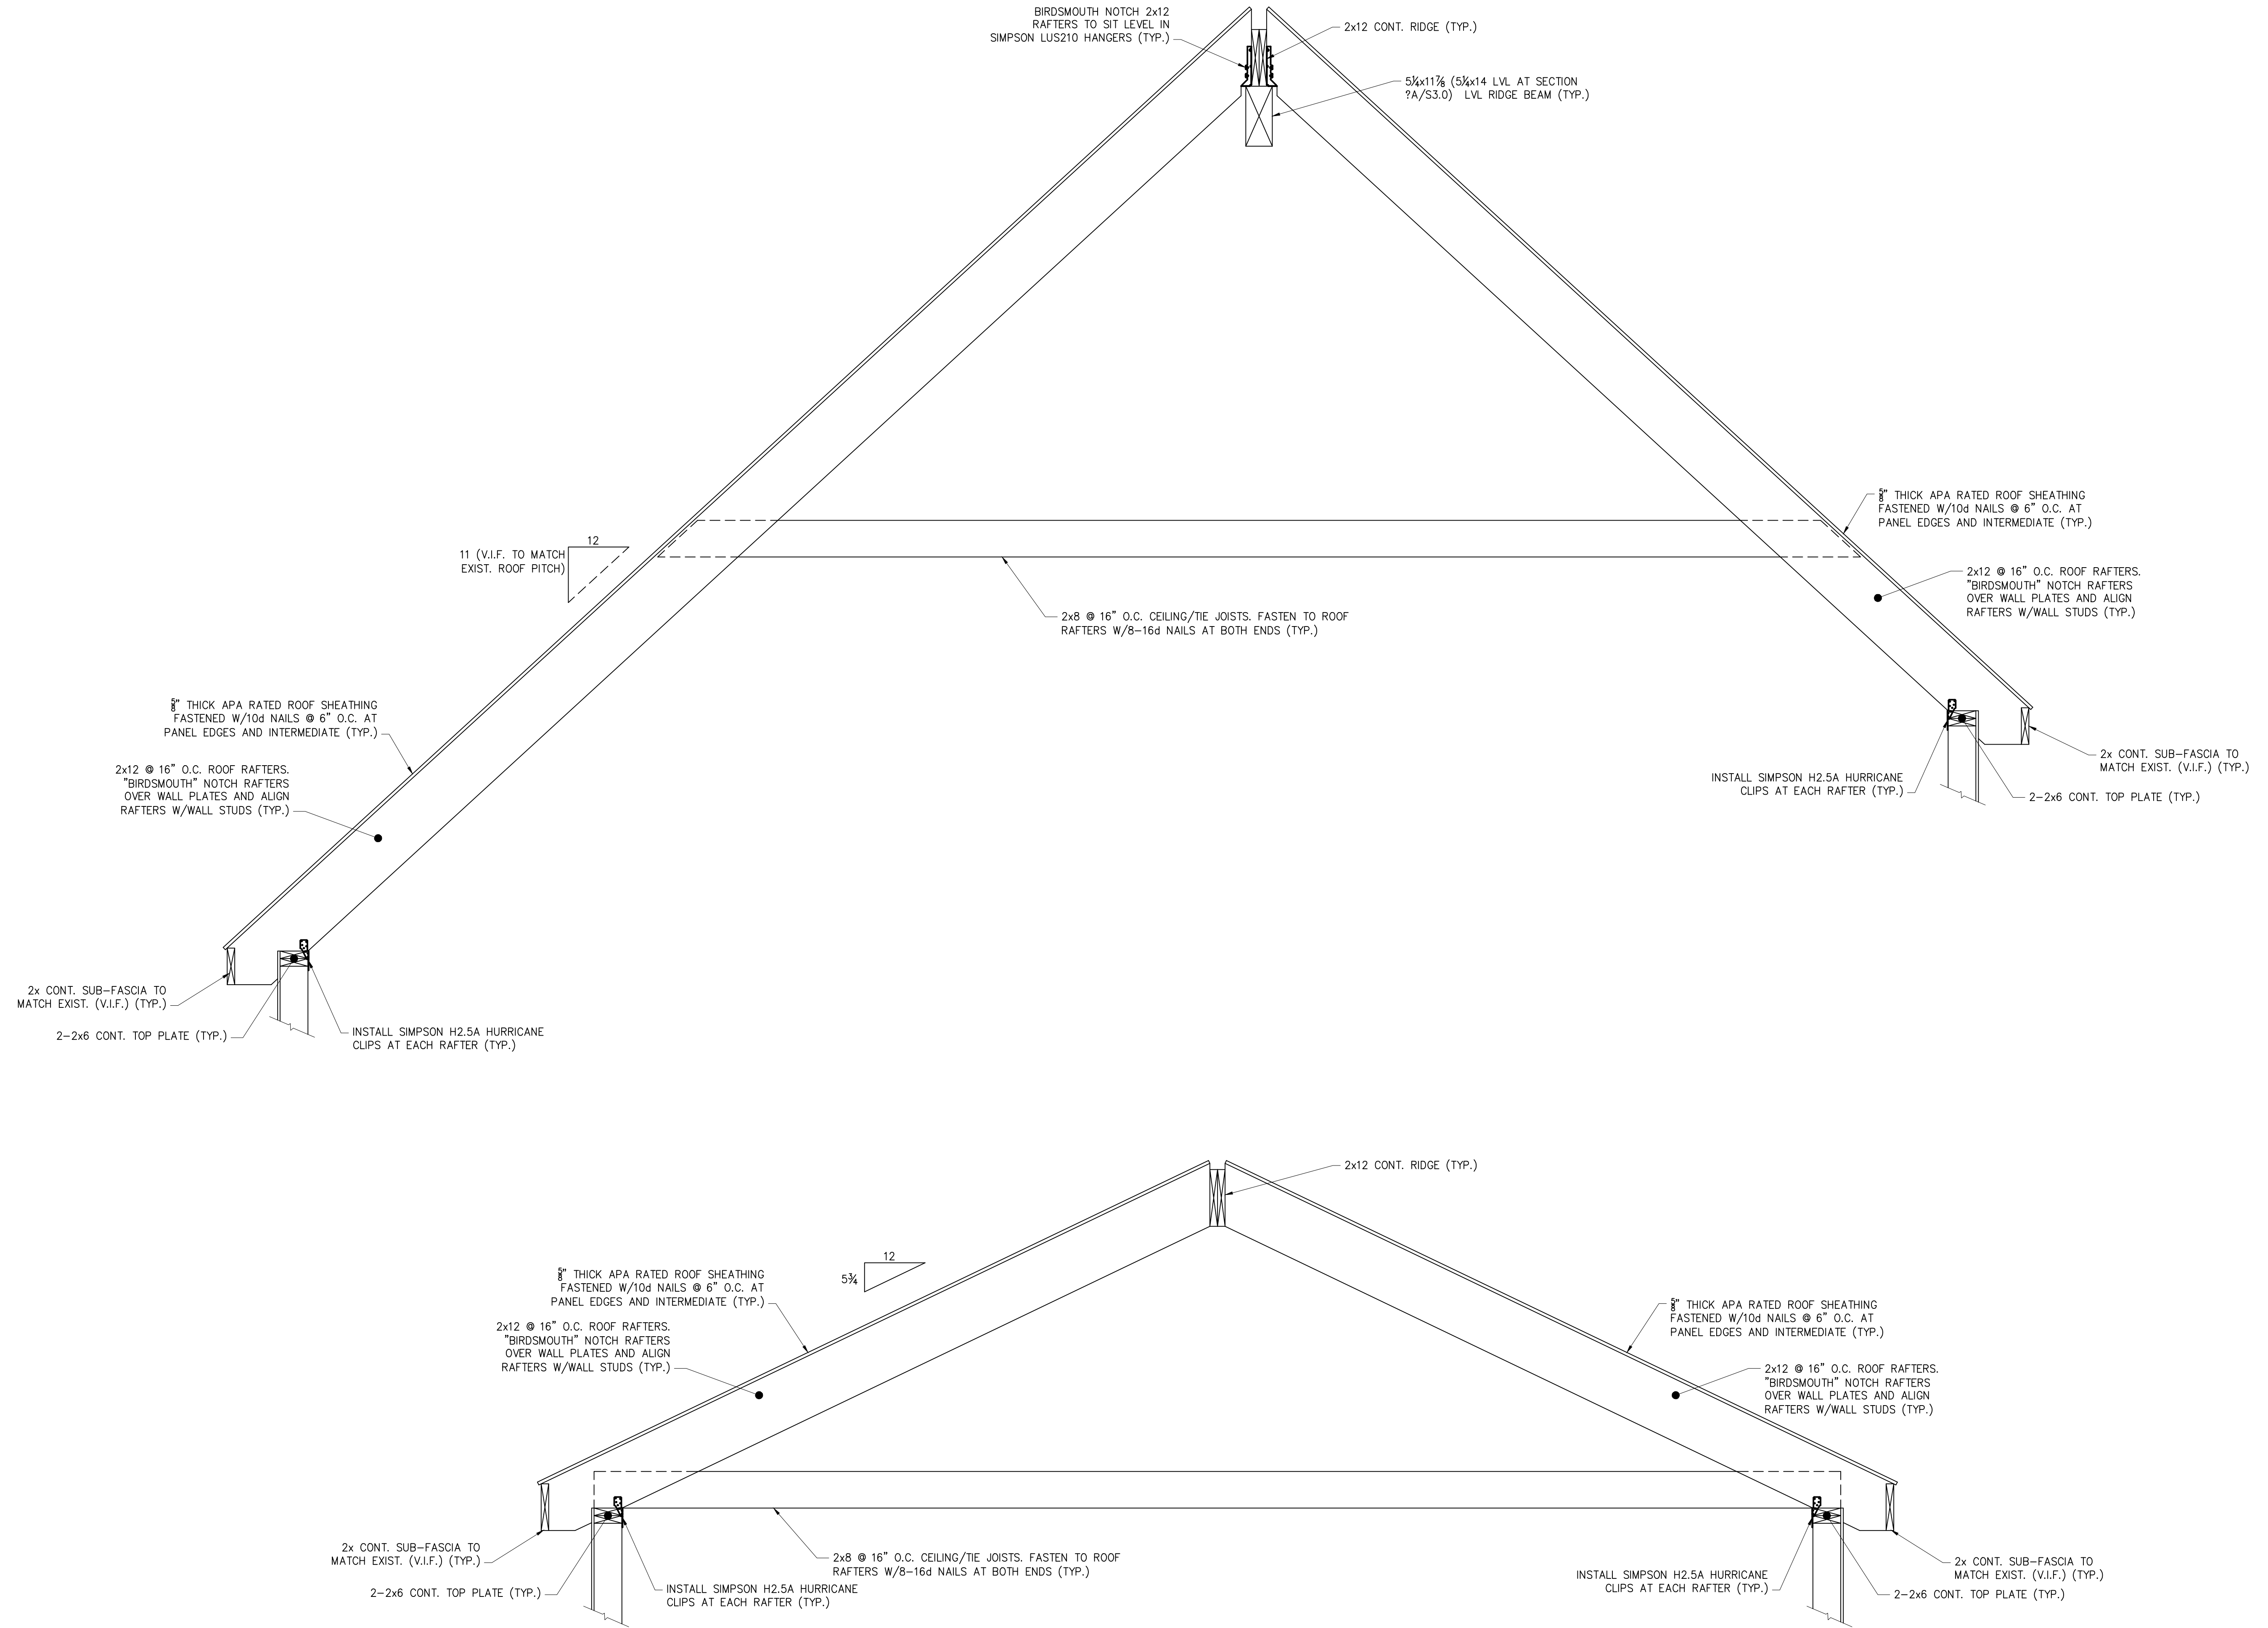 BIRDSMOUTH NOTCH 2x12
RAFTERS TO SIT LEVEL IN
SIMPSON LUS210 HANGERS (TYP.)
2x12 CONT. RIDGE (TYP.)
5¼x11⅞ (5¼x14 LVL AT SECTION
?A/S3.0) LVL RIDGE BEAM (TYP.)
⅝" THICK APA RATED ROOF SHEATHING
FASTENED W/10d NAILS @ 6" O.C. AT
PANEL EDGES AND INTERMEDIATE (TYP.)
12
11 (V.I.F. TO MATCH
EXIST. ROOF PITCH)
2x12 @ 16" O.C. ROOF RAFTERS.
"BIRDSMOUTH" NOTCH RAFTERS
OVER WALL PLATES AND ALIGN
RAFTERS W/WALL STUDS (TYP.)
2x8 @ 16" O.C. CEILING/TIE JOISTS. FASTEN TO ROOF
RAFTERS W/8-16d NAILS AT BOTH ENDS (TYP.)
⅝" THICK APA RATED ROOF SHEATHING
FASTENED W/10d NAILS @ 6" O.C. AT
PANEL EDGES AND INTERMEDIATE (TYP.)
2x12 @ 16" O.C. ROOF RAFTERS.
"BIRDSMOUTH" NOTCH RAFTERS
OVER WALL PLATES AND ALIGN
RAFTERS W/WALL STUDS (TYP.)
2x CONT. SUB-FASCIA TO
MATCH EXIST. (V.I.F.) (TYP.)
INSTALL SIMPSON H2.5A HURRICANE
CLIPS AT EACH RAFTER (TYP.)
2-2x6 CONT. TOP PLATE (TYP.)
2x CONT. SUB-FASCIA TO
MATCH EXIST. (V.I.F.) (TYP.)
2-2x6 CONT. TOP PLATE (TYP.)
INSTALL SIMPSON H2.5A HURRICANE
CLIPS AT EACH RAFTER (TYP.)
2x12 CONT. RIDGE (TYP.)
12
5¾
⅝" THICK APA RATED ROOF SHEATHING
FASTENED W/10d NAILS @ 6" O.C. AT
PANEL EDGES AND INTERMEDIATE (TYP.)
2x12 @ 16" O.C. ROOF RAFTERS.
"BIRDSMOUTH" NOTCH RAFTERS
OVER WALL PLATES AND ALIGN
RAFTERS W/WALL STUDS (TYP.)
⅝" THICK APA RATED ROOF SHEATHING
FASTENED W/10d NAILS @ 6" O.C. AT
PANEL EDGES AND INTERMEDIATE (TYP.)
2x12 @ 16" O.C. ROOF RAFTERS.
"BIRDSMOUTH" NOTCH RAFTERS
OVER WALL PLATES AND ALIGN
RAFTERS W/WALL STUDS (TYP.)
2x CONT. SUB-FASCIA TO
MATCH EXIST. (V.I.F.) (TYP.)
2-2x6 CONT. TOP PLATE (TYP.)
2x8 @ 16" O.C. CEILING/TIE JOISTS. FASTEN TO ROOF
RAFTERS W/8-16d NAILS AT BOTH ENDS (TYP.)
INSTALL SIMPSON H2.5A HURRICANE
CLIPS AT EACH RAFTER (TYP.)
INSTALL SIMPSON H2.5A HURRICANE
CLIPS AT EACH RAFTER (TYP.)
2x CONT. SUB-FASCIA TO
MATCH EXIST. (V.I.F.) (TYP.)
2-2x6 CONT. TOP PLATE (TYP.)